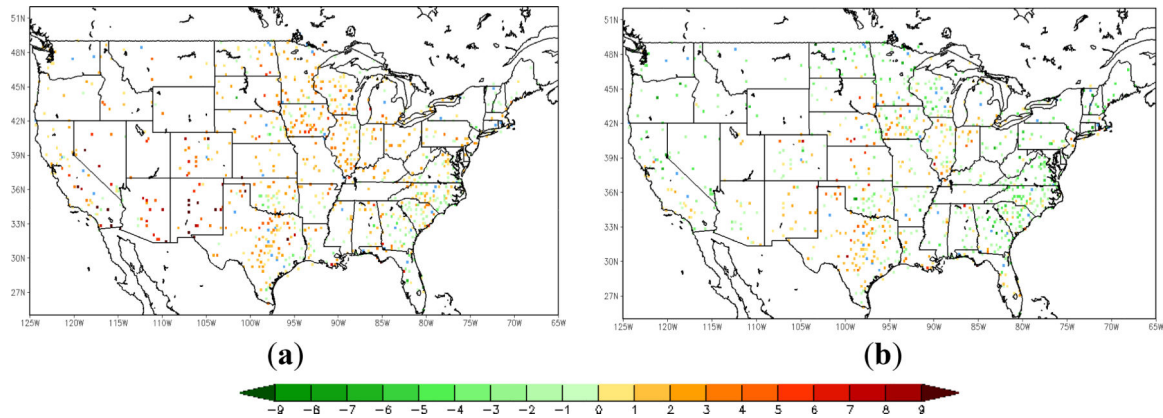 51N 51N
48N 48N
45N 45N
42N 42N
39N 39N
36N 36N
33N 33N
30N 30N
27N 27N
125W 120W 115W 110W 105W 100W 95W 90W 85W 80W 75W 70W 65W 125W 120W 115W 110W 105W 100W 95W 90W 85W 80W 75W 70W 65W
(a) (b)
-9 -8 -7 -6 -5 -4 -3 -2 -1 0 1 2 3 4 5 6 7 8 9